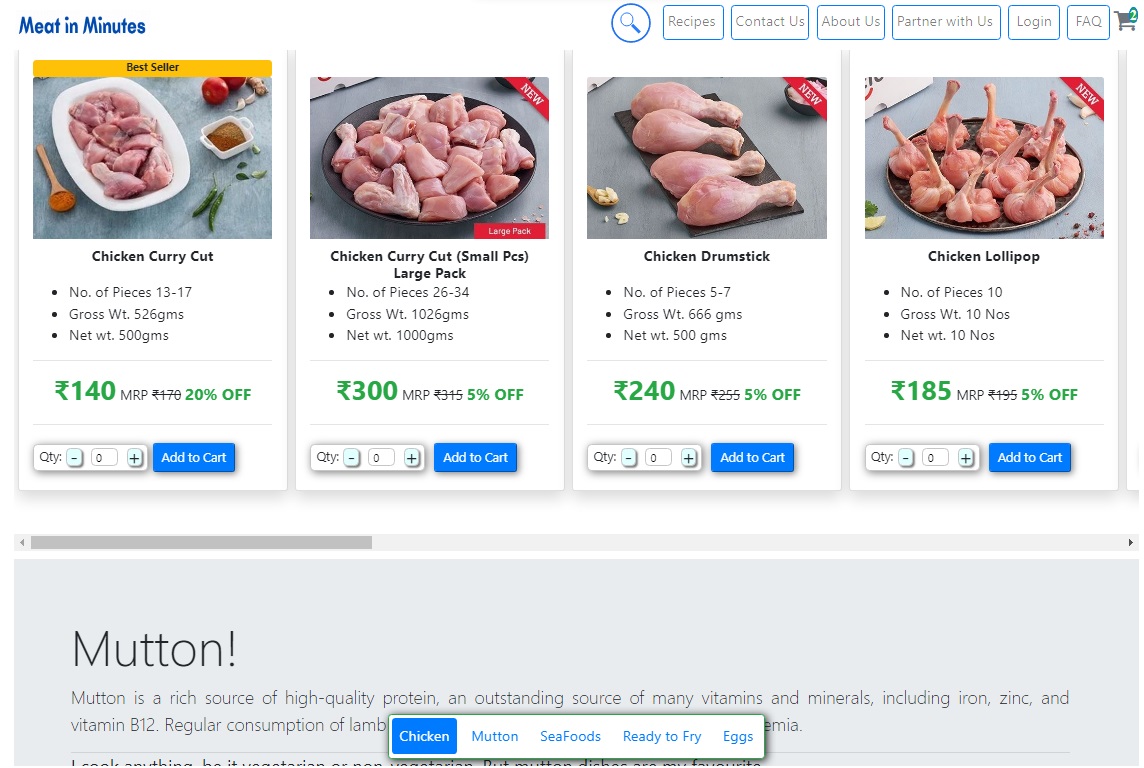 Meat in Minutes
Recipes
Contact Us
About Us
Partner with Us
Login
FAQ
2
Best Seller
Chicken Curry Cut
No. of Pieces 13-17
Gross Wt. 526gms
Net wt. 500gms
₹140 MRP ₹170 20% OFF
Qty: - 0 + Add to Cart
NEW
Large Pack
Chicken Curry Cut (Small Pcs)
Large Pack
No. of Pieces 26-34
Gross Wt. 1026gms
Net wt. 1000gms
₹300 MRP ₹315 5% OFF
Qty: - 0 + Add to Cart
NEW
Chicken Drumstick
No. of Pieces 5-7
Gross Wt. 666 gms
Net wt. 500 gms
₹240 MRP ₹255 5% OFF
Qty: - 0 + Add to Cart
NEW
Chicken Lollipop
No. of Pieces 10
Gross Wt. 10 Nos
Net wt. 10 Nos
₹185 MRP ₹195 5% OFF
Qty: - 0 + Add to Cart
Mutton!
Mutton is a rich source of high-quality protein, an outstanding source of many vitamins and minerals, including iron, zinc, and
vitamin B12. Regular consumption of lamb
I cook anything, be it vegetarian or non-vegetarian. But mutton dishes are my favourite
Chicken
Mutton
SeaFoods
Ready to Fry
Eggs